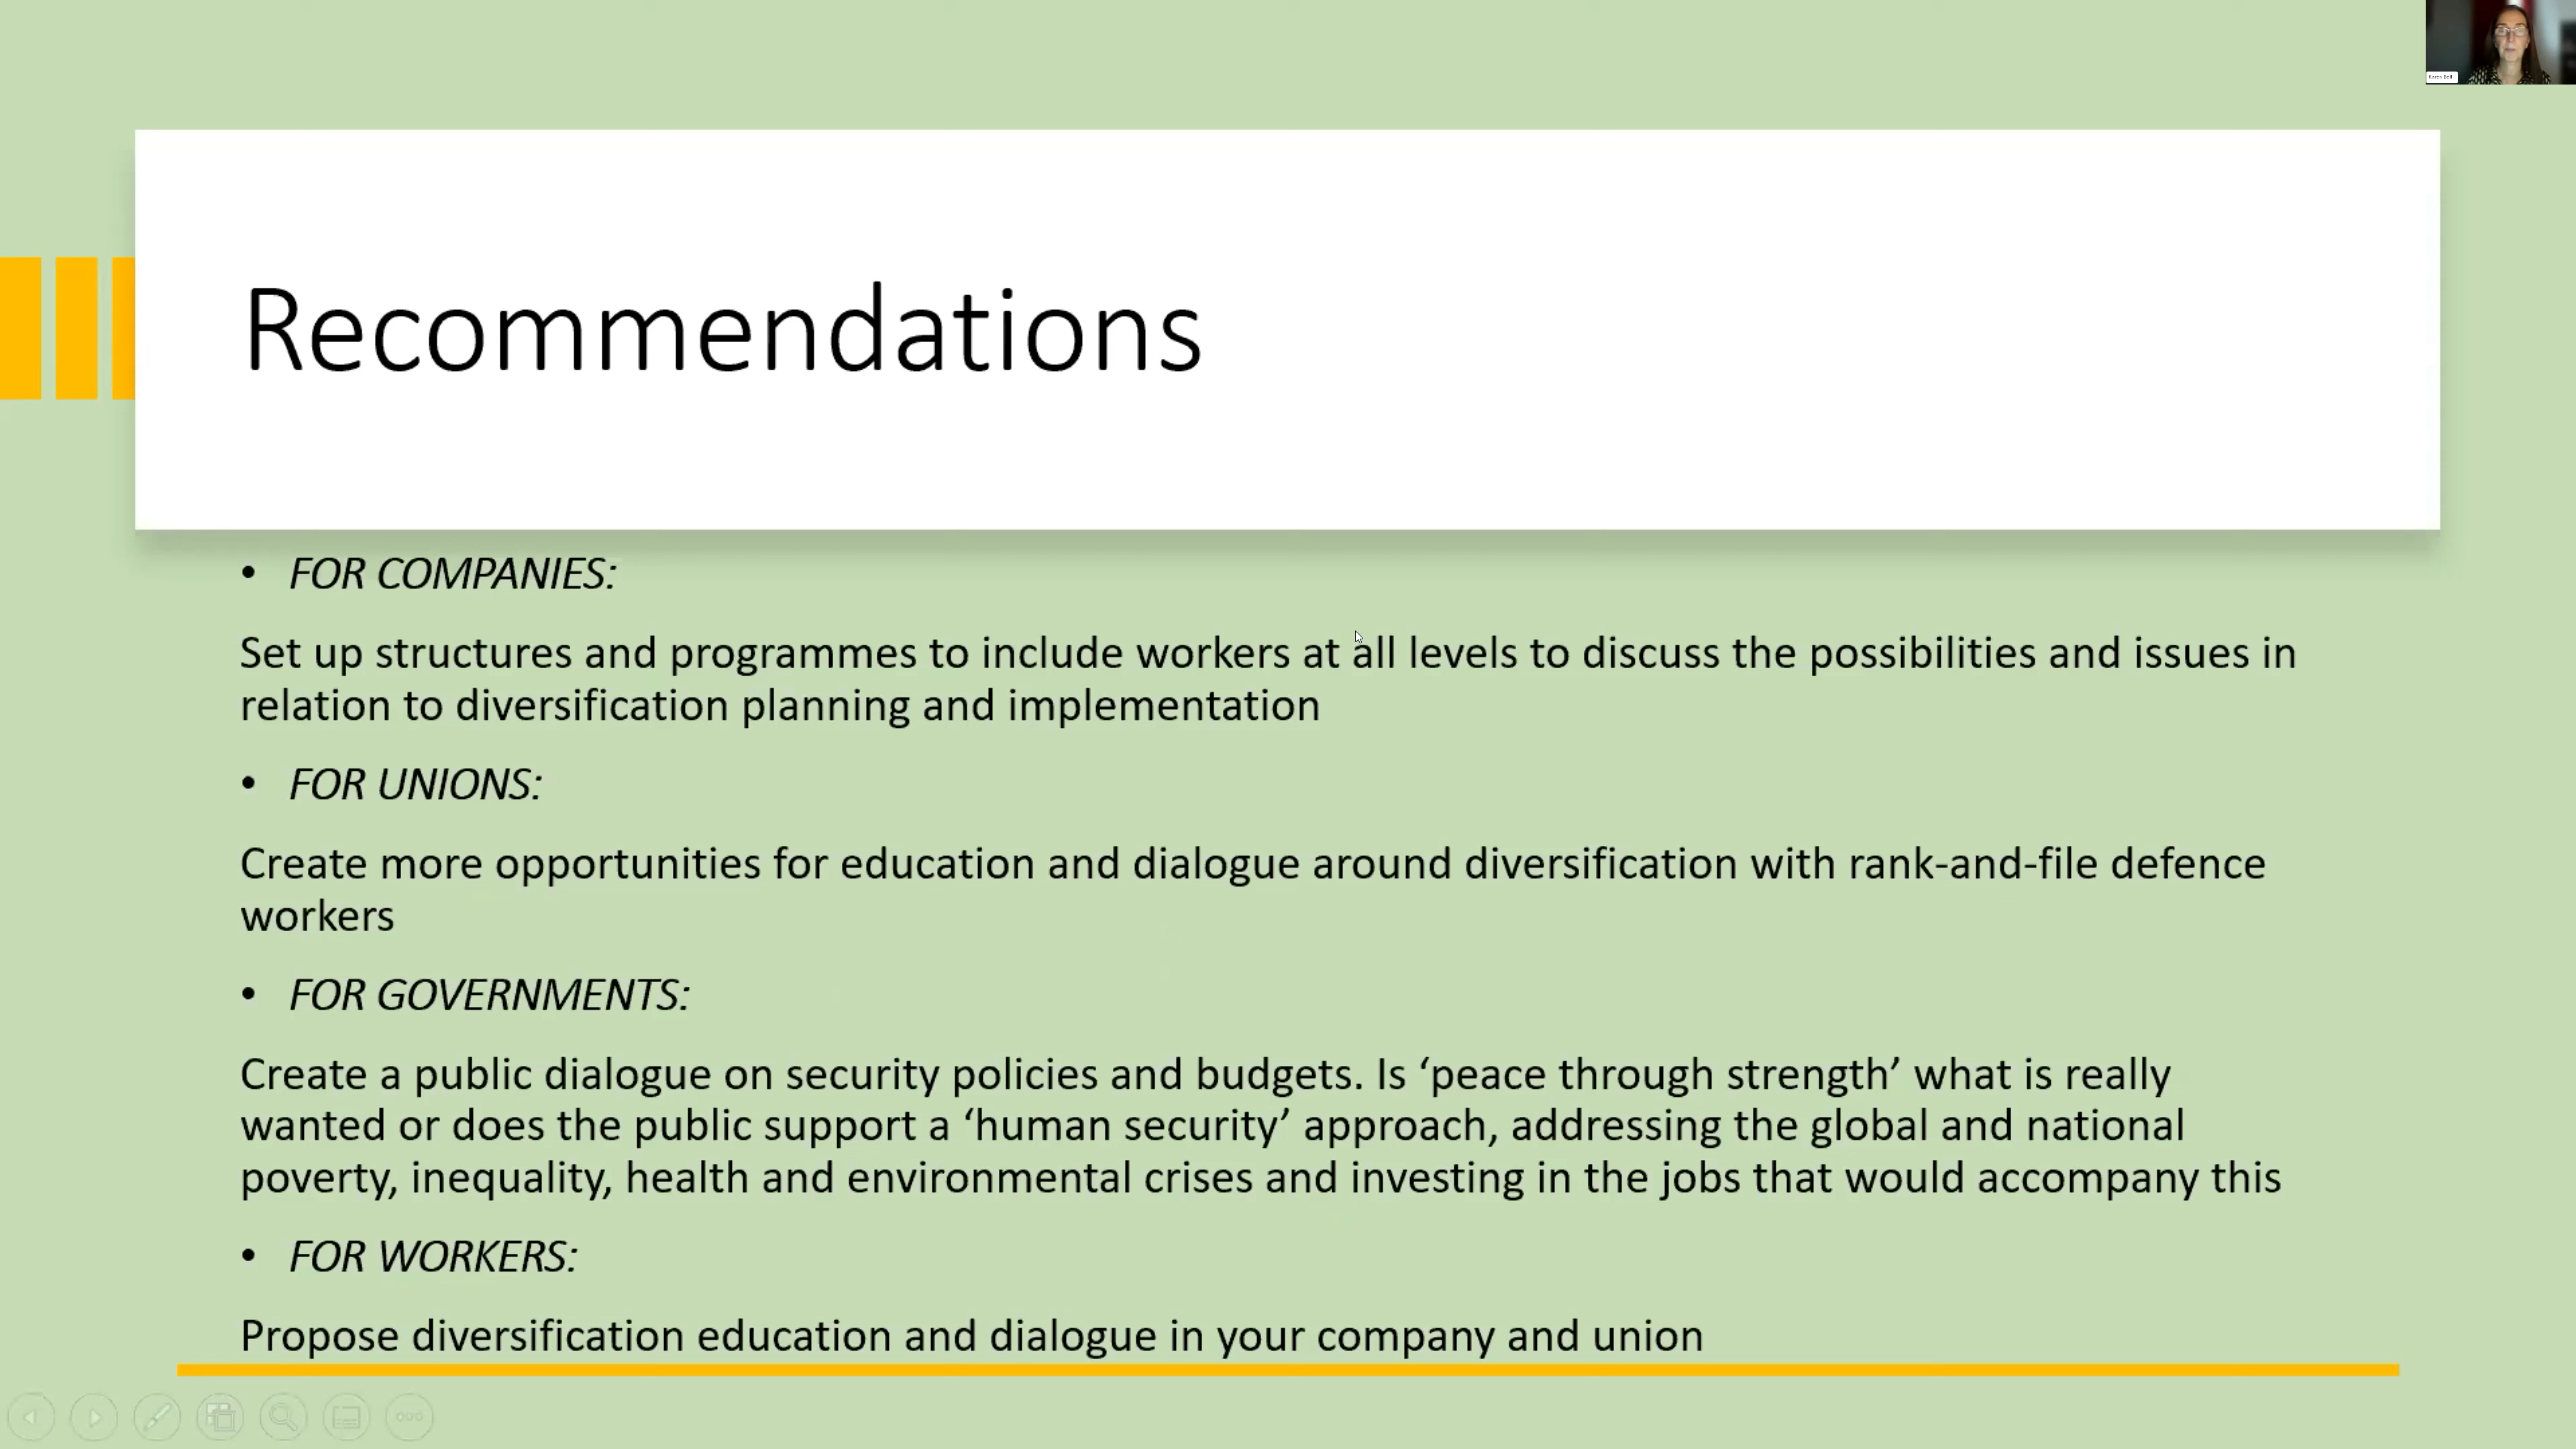 Recommendations
• FOR COMPANIES:
Set up structures and programmes to include workers at all levels to discuss the possibilities and issues in
relation to diversification planning and implementation
• FOR UNIONS:
Create more opportunities for education and dialogue around diversification with rank-and-file defence
workers
• FOR GOVERNMENTS:
Create a public dialogue on security policies and budgets. Is ‘peace through strength’ what is really
wanted or does the public support a ‘human security’ approach, addressing the global and national
poverty, inequality, health and environmental crises and investing in the jobs that would accompany this
• FOR WORKERS:
Propose diversification education and dialogue in your company and union